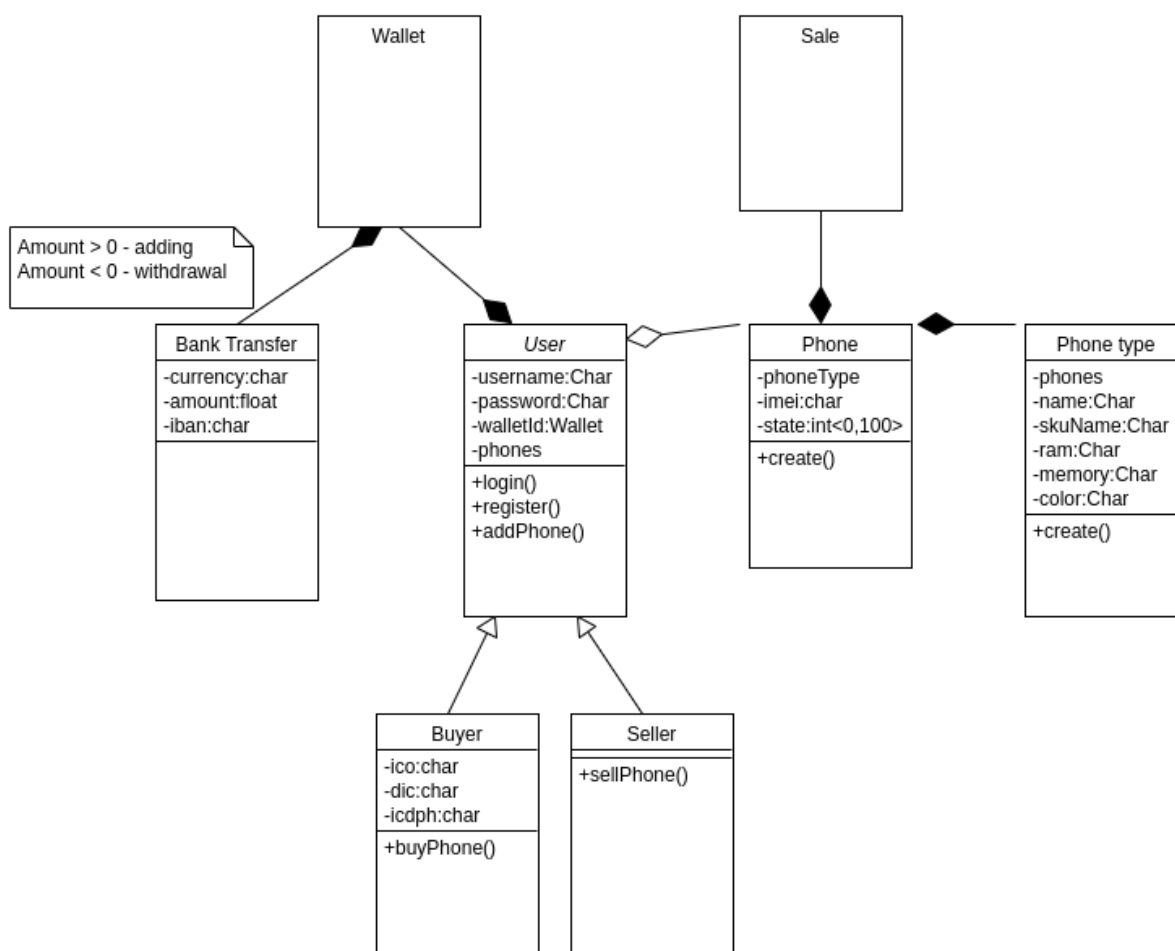 Wallet
Sale
Amount > 0 - adding
Amount < 0 - withdrawal
Bank Transfer
-currency:char
-amount:float
-iban:char
User
-username:Char
-password:Char
-walletId:Wallet
-phones
+login()
+register()
+addPhone()
Phone
-phoneType
-imei:char
-state:int<0,100>
+create()
Phone type
-phones
-name:Char
-skuName:Char
-ram:Char
-memory:Char
-color:Char
+create()
Buyer
-ico:char
-dic:char
-icdph:char
+buyPhone()
Seller
+sellPhone()